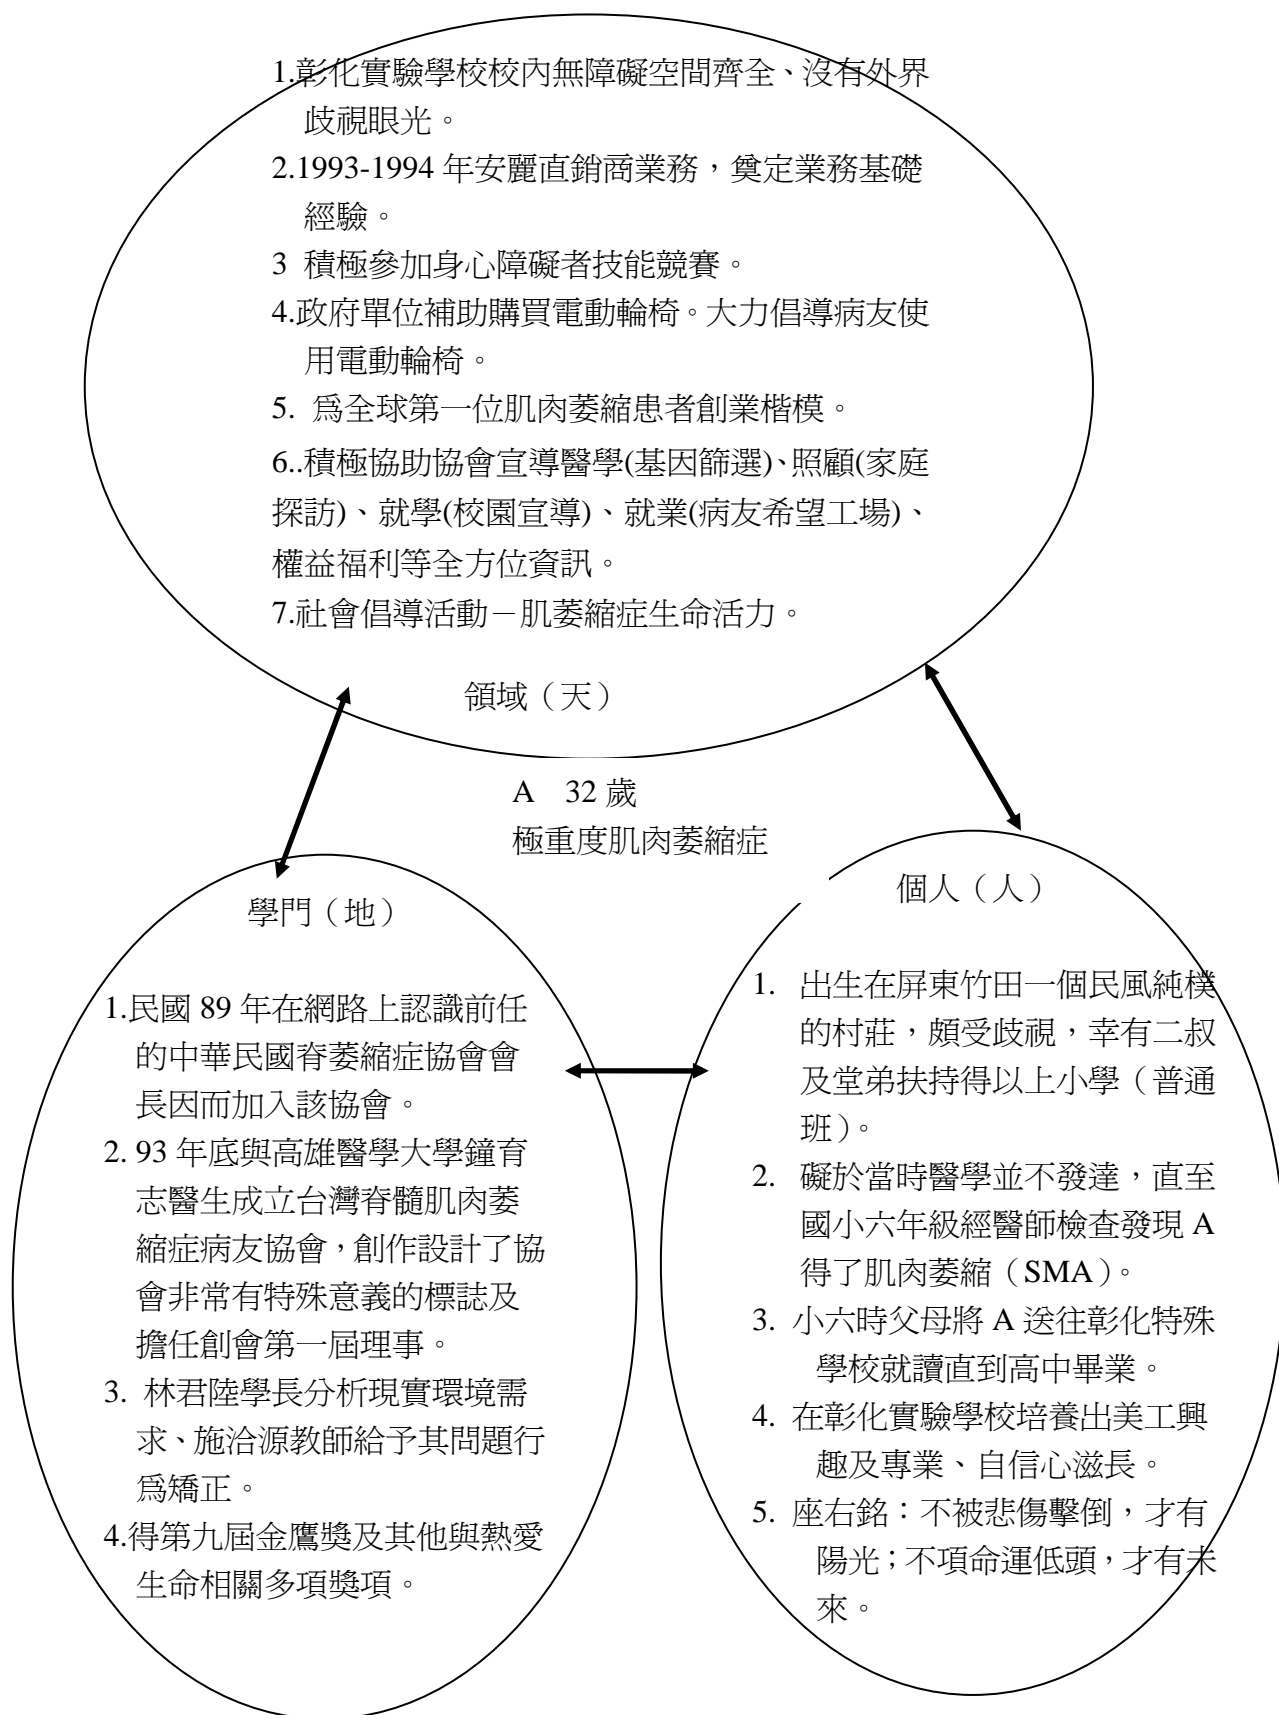 1.彰化實驗學校校內無障礙空間齊全、沒有外界
歧視眼光。
2.1993-1994 年安麗直銷商業務，奠定業務基礎
經驗。
3 積極參加身心障礙者技能競賽。
4.政府單位補助購買電動輪椅。大力倡導病友使
用電動輪椅。
5. 為全球第一位肌肉萎縮患者創業楷模。
6..積極協助協會宣導醫學(基因篩選)、照顧(家庭
探訪)、就學(校園宣導)、就業(病友希望工場)、
權益福利等全方位資訊。
7.社會倡導活動－肌萎縮症生命活力。
領域（天）
A 32 歲
極重度肌肉萎縮症
學門（地）
1.民國 89 年在網路上認識前任
的中華民國脊萎縮症協會會
長因而加入該協會。
2. 93 年底與高雄醫學大學鐘育
志醫生成立台灣脊髓肌肉萎
縮症病友協會，創作設計了協
會非常有特殊意義的標誌及
擔任創會第一屆理事。
3. 林君陸學長分析現實環境需
求、施洽源教師給予其問題行
為矯正。
4.得第九屆金鷹獎及其他與熱愛
生命相關多項獎項。
個人（人）
1. 出生在屏東竹田一個民風純樸
的村莊，頗受歧視，幸有二叔
及堂弟扶持得以上小學（普通
班）。
2. 礙於當時醫學並不發達，直至
國小六年級經醫師檢查發現 A
得了肌肉萎縮（SMA）。
3. 小六時父母將 A 送往彰化特殊
學校就讀直到高中畢業。
4. 在彰化實驗學校培養出美工興
趣及專業、自信心滋長。
5. 座右銘：不被悲傷擊倒，才有
陽光；不項命運低頭，才有未
來。